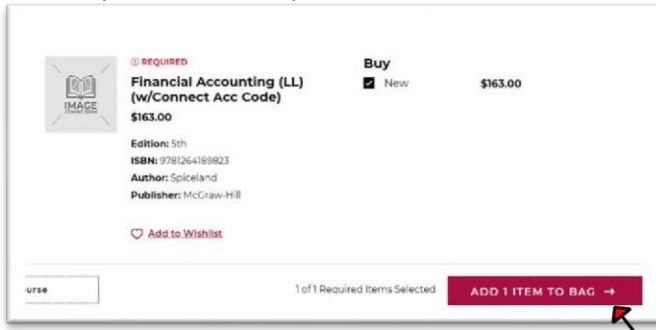 REQUIRED
Financial Accounting (LL)
(w/Connect Acc Code)
$163.00
Edition: 5th
ISBN: 9781264189823
Author: Spiceland
Publisher: McGraw-Hill
Add to Wishlist
IMAGE
COMING SOON
Buy
New $163.00
urse
1 of 1 Required Items Selected
ADD 1 ITEM TO BAG →